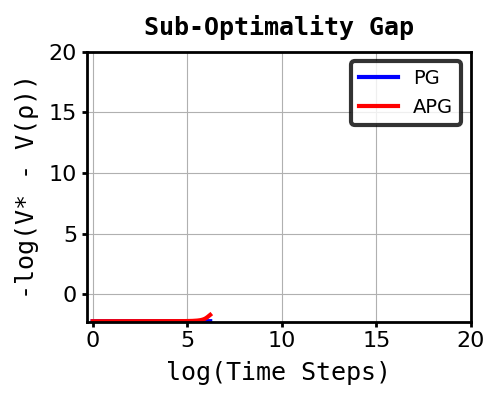 Sub-Optimality Gap
-log(V* - V(ρ))
20
15
10
5
0
PG
APG
0 5 10 15 20
log(Time Steps)